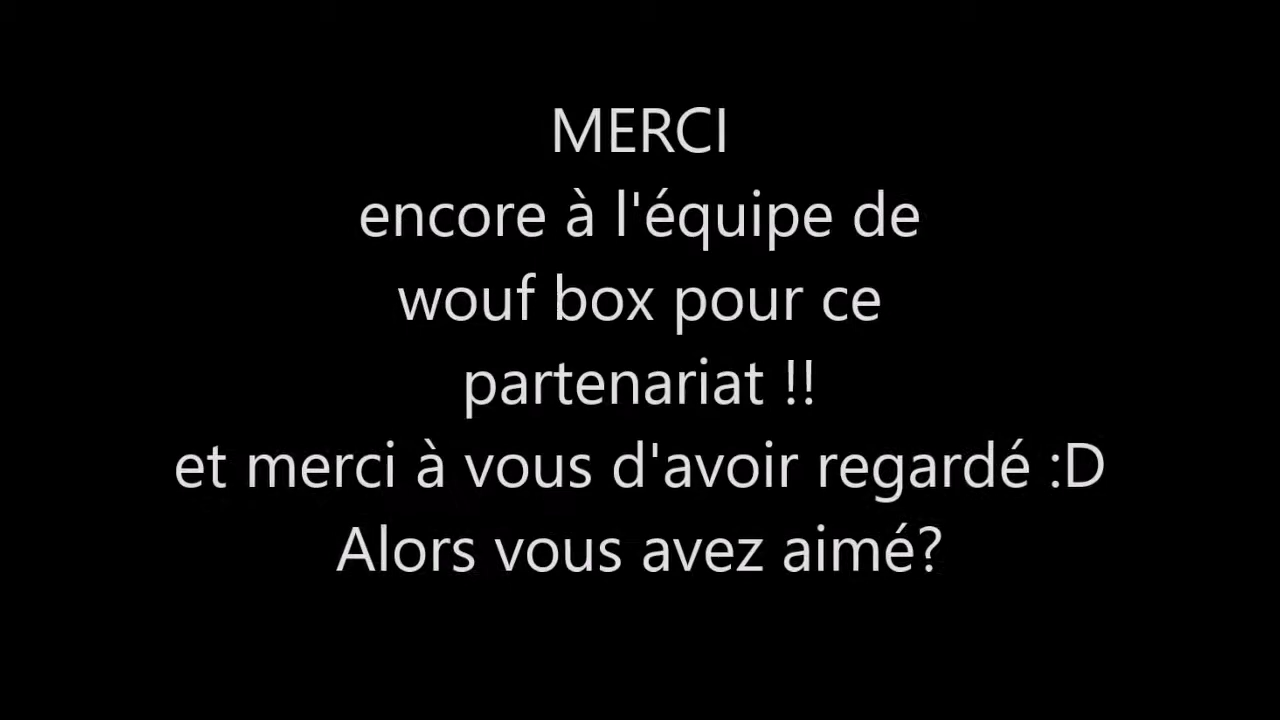 MERCI
encore à l'équipe de
wouf box pour ce
partenariat !!
et merci à vous d'avoir regardé :D
Alors vous avez aimé?